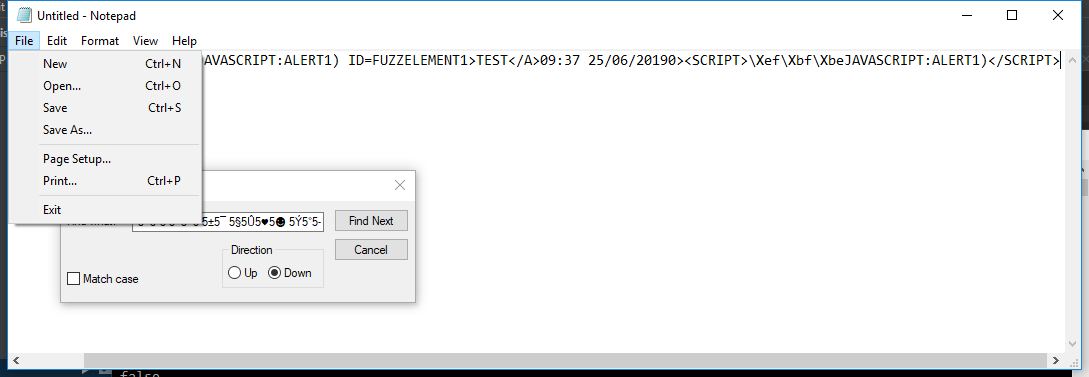 Untitled - Notepad
File Edit Format View Help
AVASCRIPT:ALERT1) ID=FUZZELEMENT1>TEST</A>09:37 25/06/20190><SCRIPT>\Xef\Xbf\XbeJAVASCRIPT:ALERT1)</SCRIPT>
New Ctrl+N
Open... Ctrl+O
Save Ctrl+S
Save As...
Page Setup...
Print... Ctrl+P
Exit
5±5¯ 5§5Û5♥5☻ 5Ý5°5-
Find Next
Cancel
Direction
Up Down
Match case
false